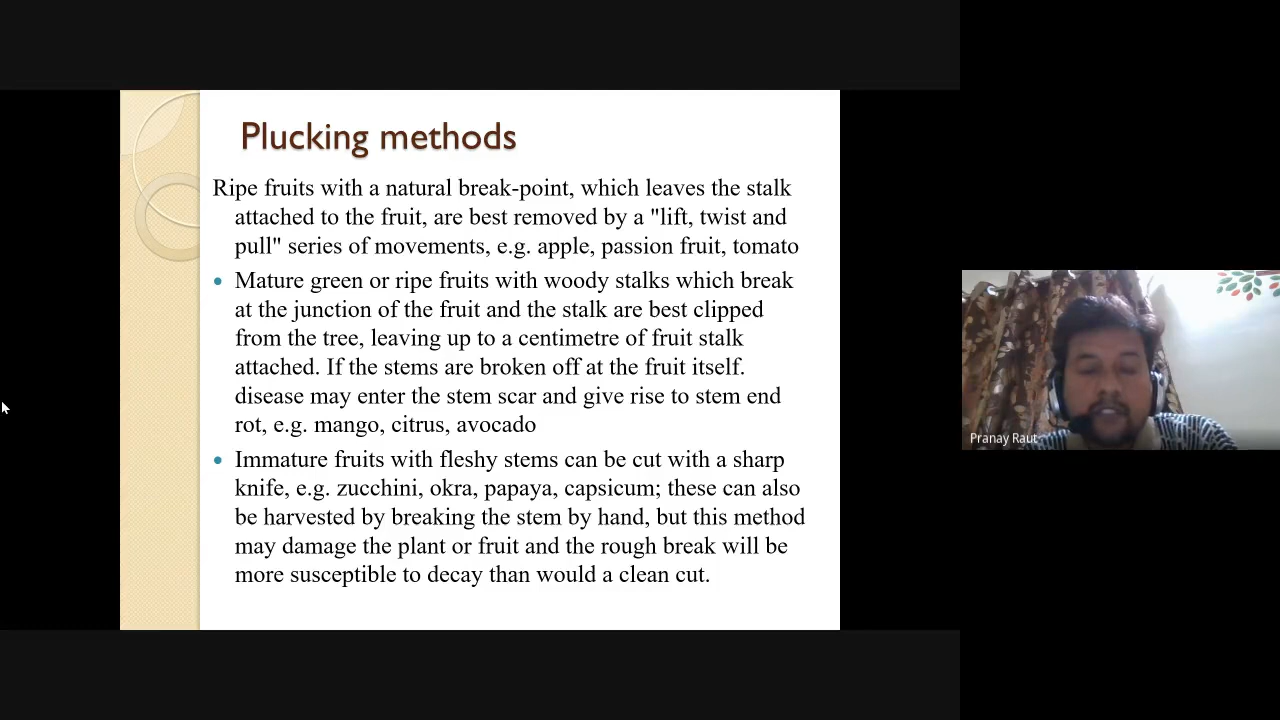 Plucking methods
Ripe fruits with a natural break-point, which leaves the stalk
attached to the fruit, are best removed by a "lift, twist and
pull" series of movements, e.g. apple, passion fruit, tomato
Mature green or ripe fruits with woody stalks which break
at the junction of the fruit and the stalk are best clipped
from the tree, leaving up to a centimetre of fruit stalk
attached. If the stems are broken off at the fruit itself.
disease may enter the stem scar and give rise to stem end
rot, e.g. mango, citrus, avocado
Immature fruits with fleshy stems can be cut with a sharp
knife, e.g. zucchini, okra, papaya, capsicum; these can also
be harvested by breaking the stem by hand, but this method
may damage the plant or fruit and the rough break will be
more susceptible to decay than would a clean cut.
Pranay Raut